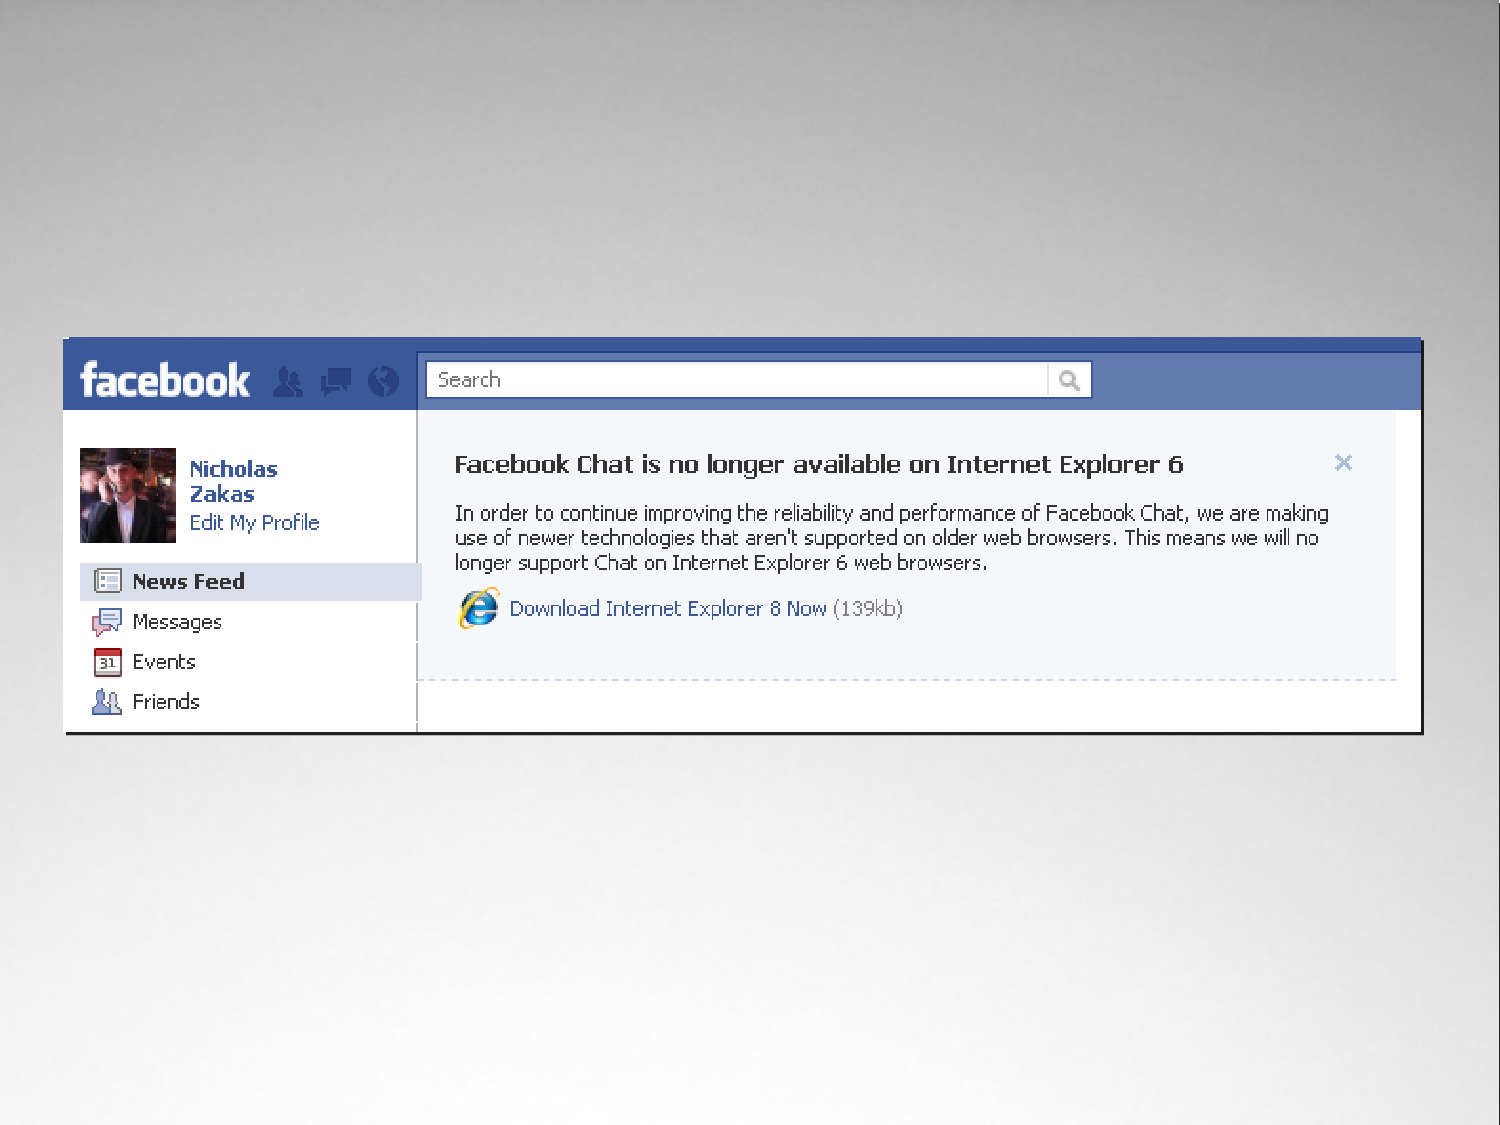 facebook
Search
Nicholas
Zakas
Edit My Profile
News Feed
Messages
31
Events
Friends
Facebook Chat is no longer available on Internet Explorer 6
In order to continue improving the reliability and performance of Facebook Chat, we are making
use of newer technologies that aren't supported on older web browsers. This means we will no
longer support Chat on Internet Explorer 6 web browsers.
Download Internet Explorer 8 Now (139kb)